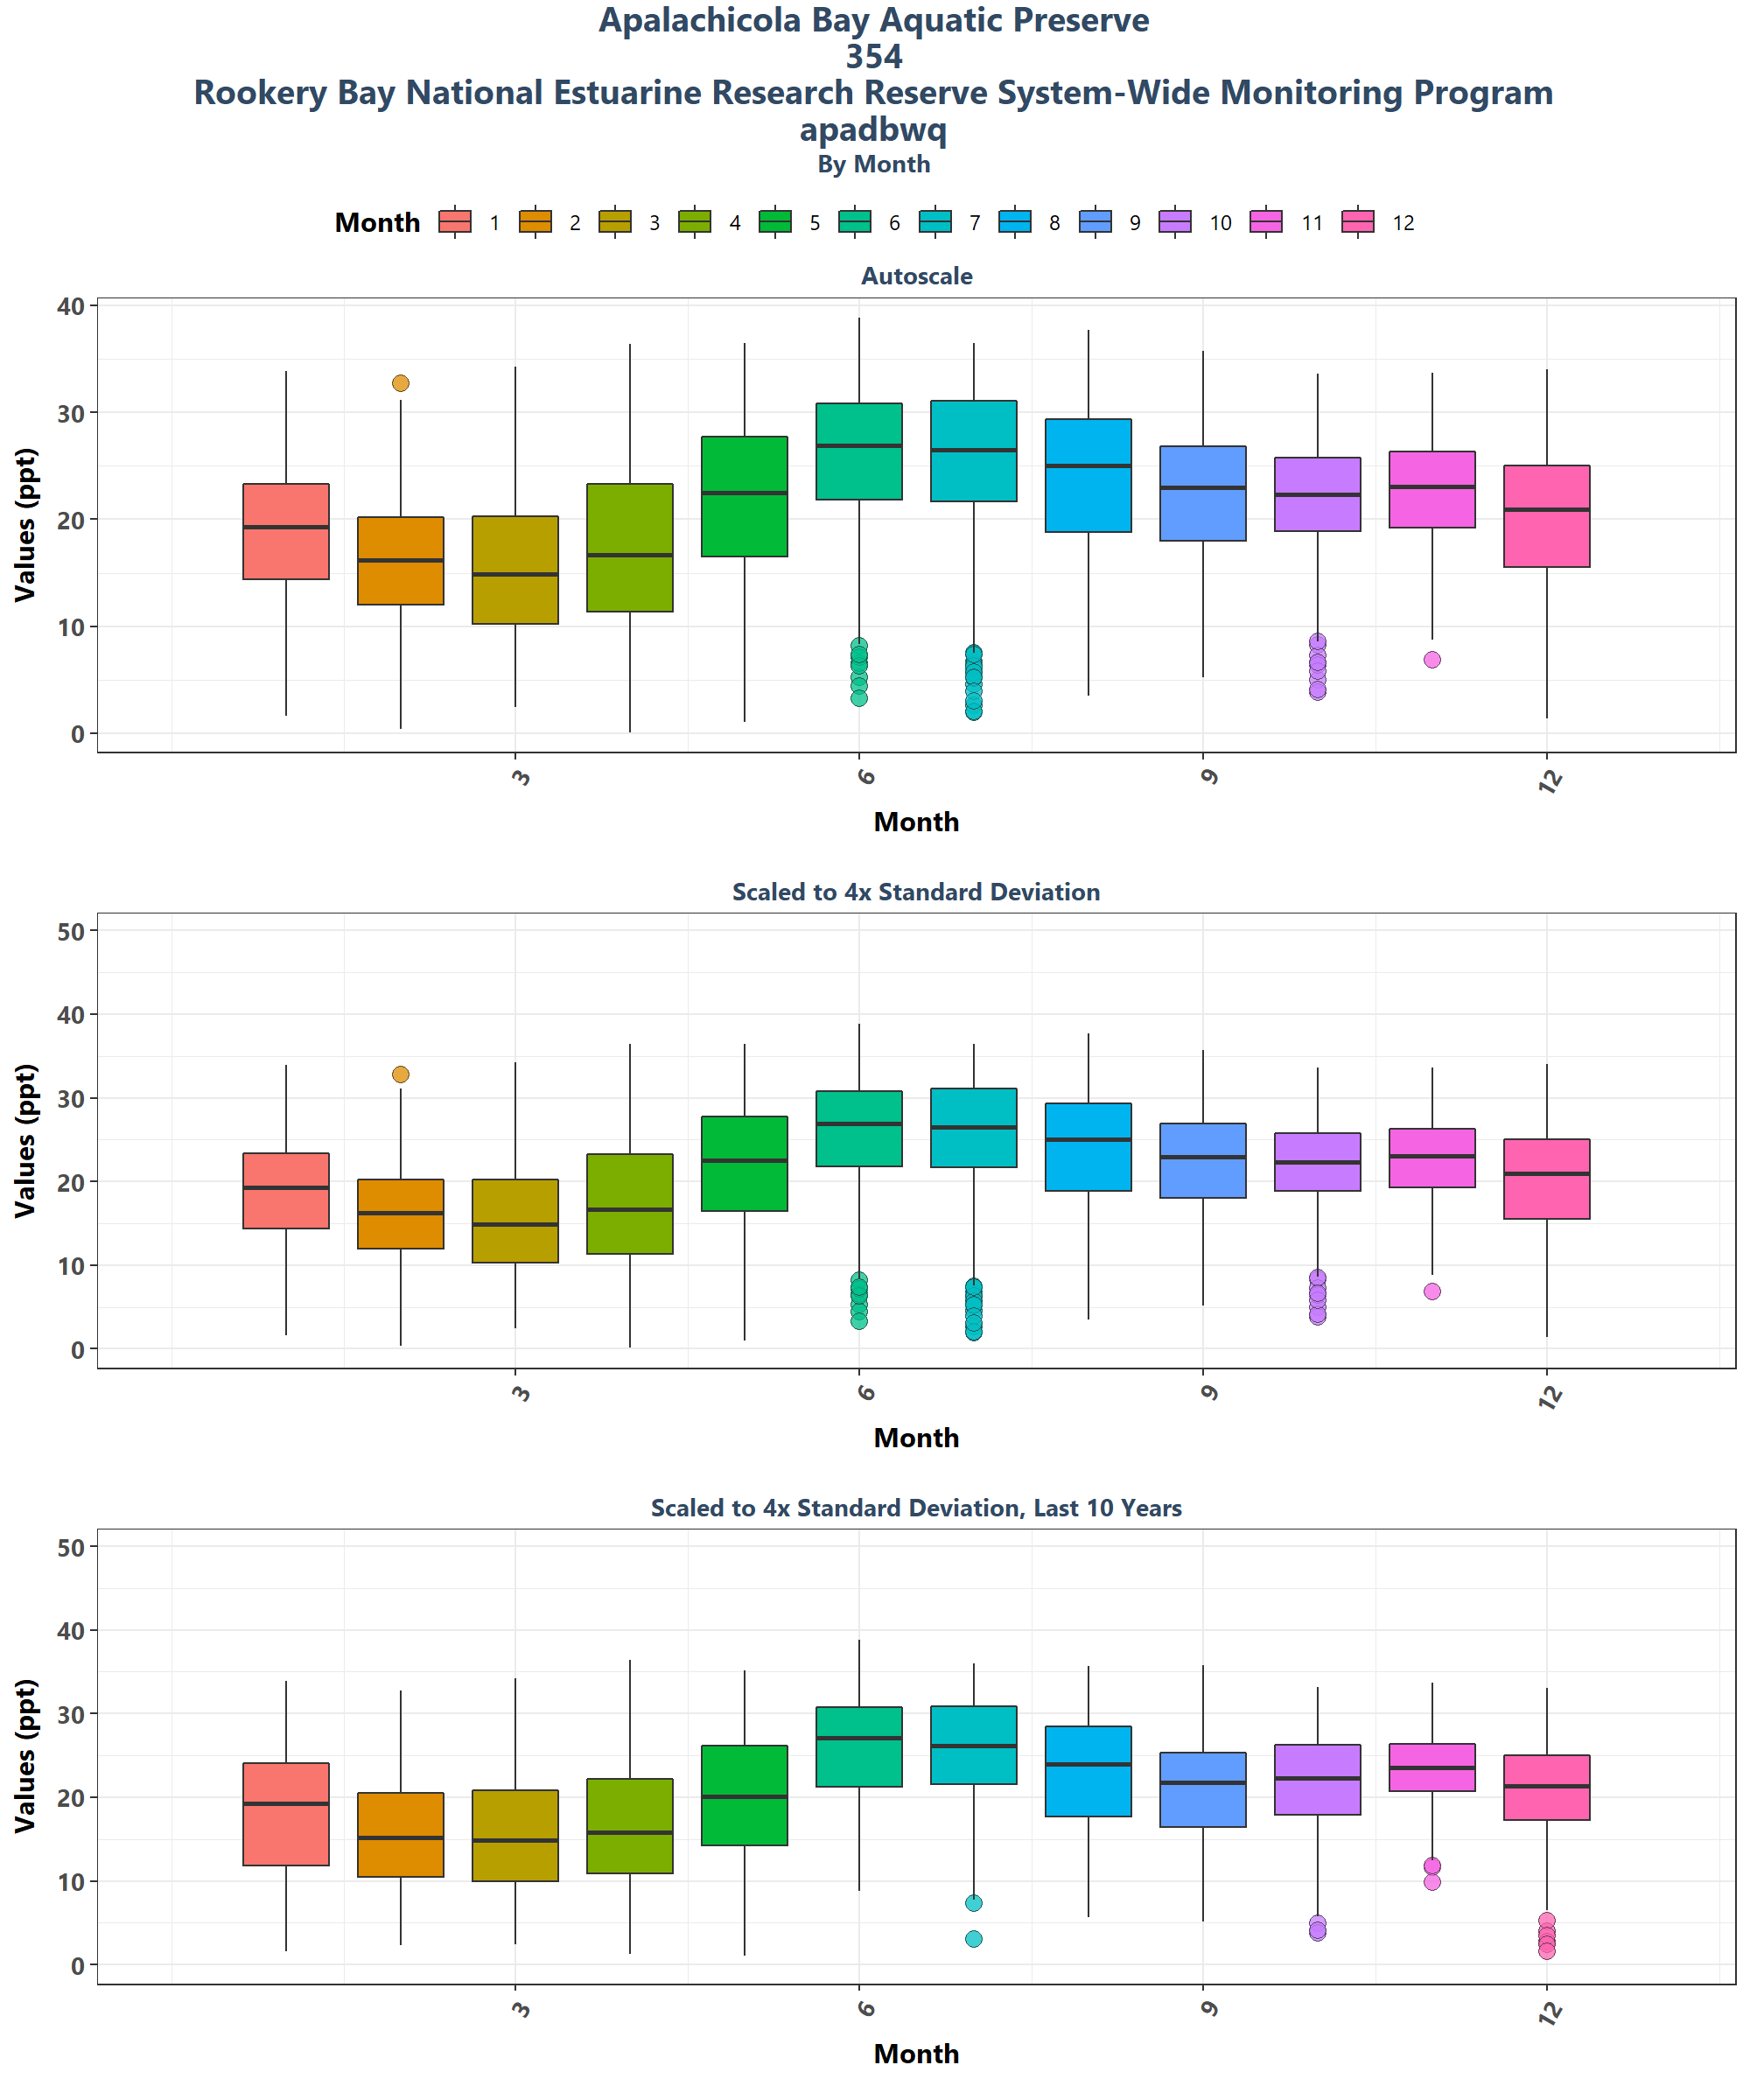 Apalachicola Bay Aquatic Preserve
354
Rookery Bay National Estuarine Research Reserve System-Wide Monitoring Program
apadbwq
By Month
Month 1 2 3 4 5 6 7 8 9 10 11 12
Autoscale
Values (ppt)
40
30
20
10
0
3 6 9 12
Month
Scaled to 4x Standard Deviation
Values (ppt)
50
40
30
20
10
0
3 6 9 12
Month
Scaled to 4x Standard Deviation, Last 10 Years
Values (ppt)
50
40
30
20
10
0
3 6 9 12
Month